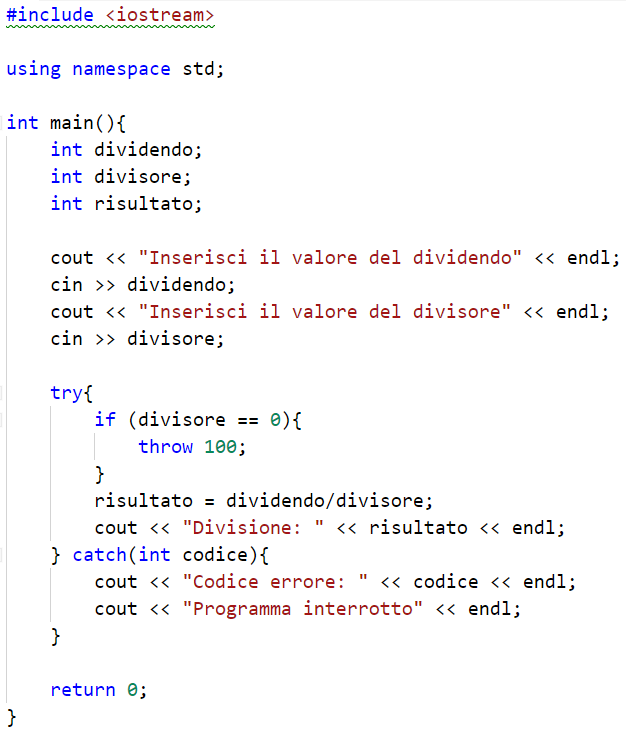 #include <iostream>
using namespace std;
int main(){
    int dividendo;
    int divisore;
    int risultato;
    cout << "Inserisci il valore del dividendo" << endl;
    cin >> dividendo;
    cout << "Inserisci il valore del divisore" << endl;
    cin >> divisore;
    try{
        if (divisore == 0){
            throw 100;
        }
        risultato = dividendo/divisore;
        cout << "Divisione: " << risultato << endl;
    } catch(int codice){
        cout << "Codice errore: " << codice << endl;
        cout << "Programma interrotto" << endl;
    }
    return 0;
}